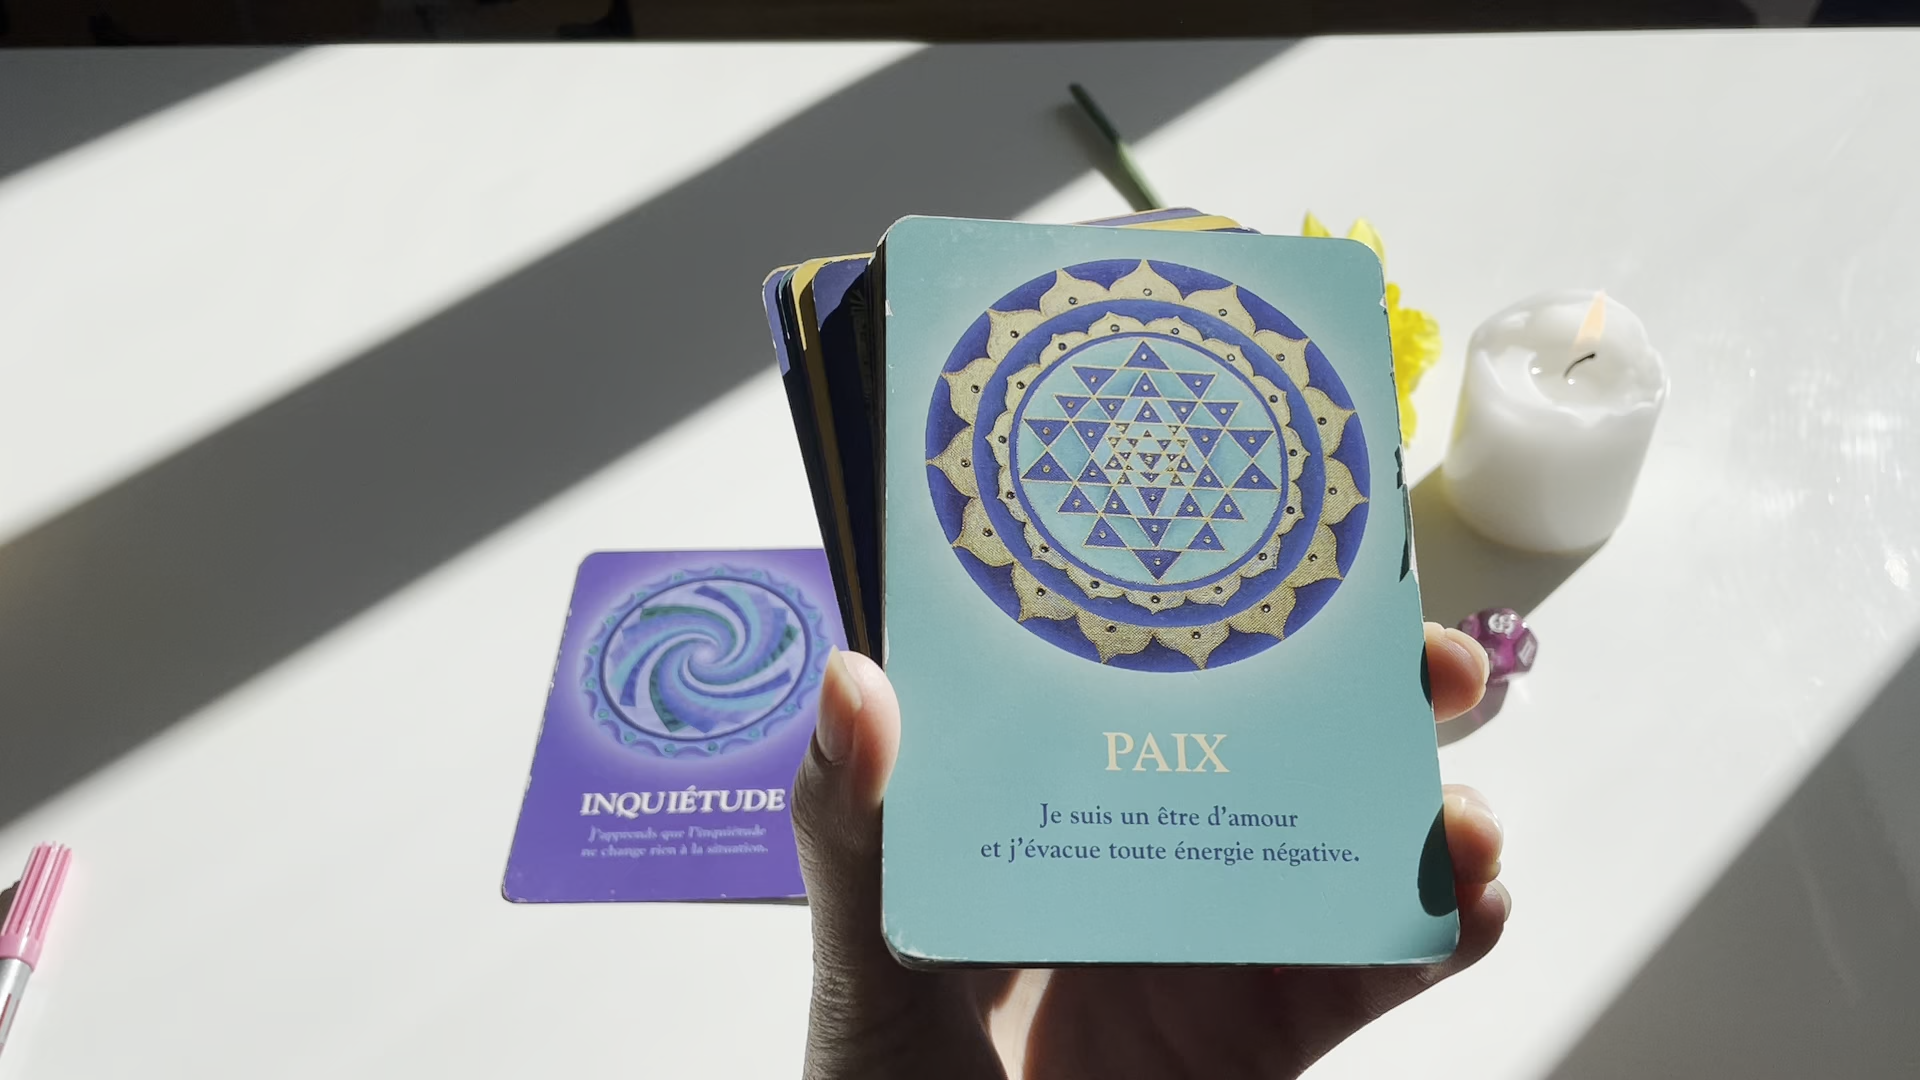 PAIX
Je suis un être d'amour
et j'évacue toute énergie négative.
INQUIÉTUDE
J'apprends que l'inquiétude
ne change rien à la situation.